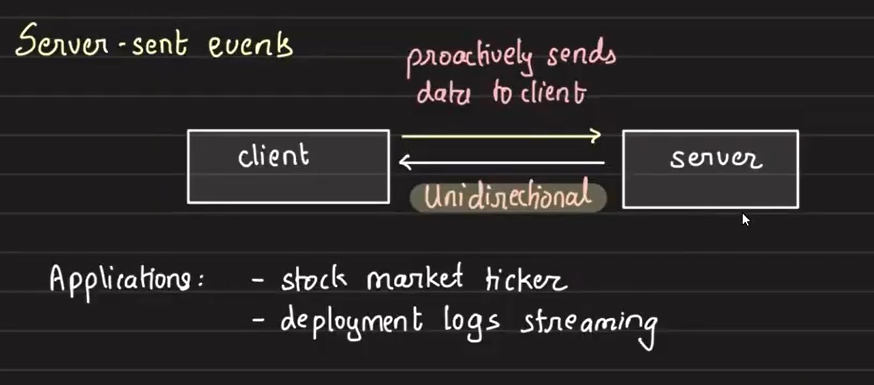 Server-sent events
proactively sends
data to client
client
server
Unidirectional
Applications: - stock market ticker
- deployment logs streaming